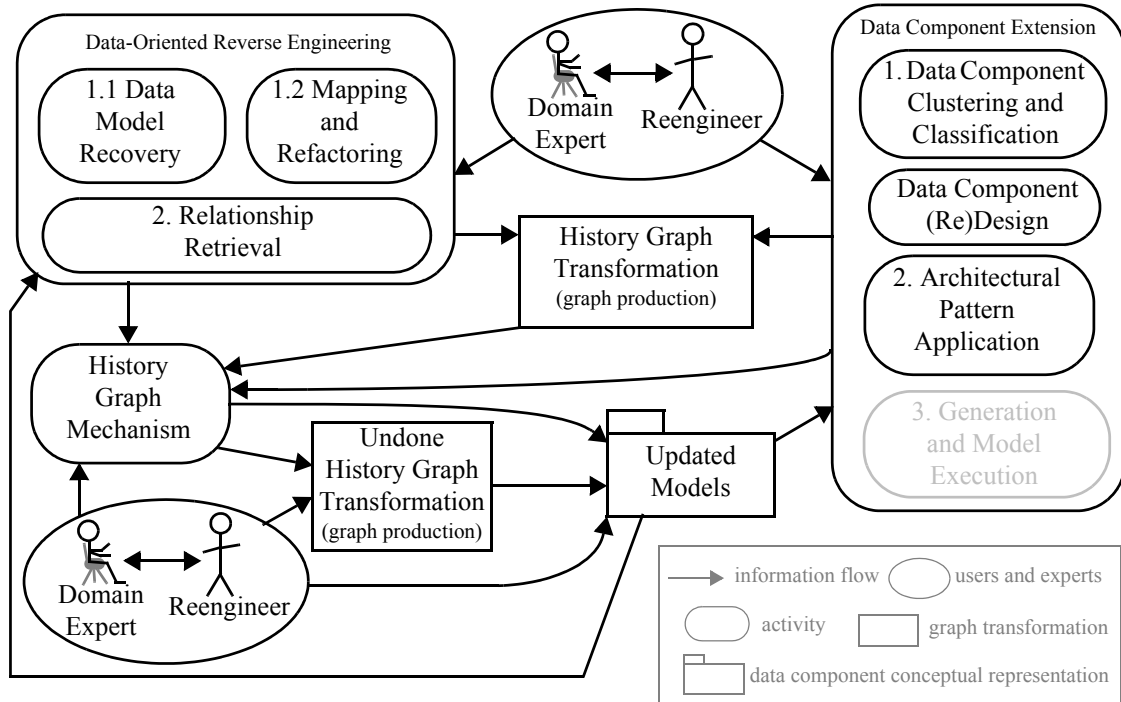 Data-Oriented Reverse Engineering
1.1 Data
Model
Recovery
1.2 Mapping
and
Refactoring
2. Relationship
Retrieval
Domain
Expert
Reengineer
Data Component Extension
1. Data Component
Clustering and
Classification
Data Component
(Re)Design
2. Architectural
Pattern
Application
3. Generation
and Model
Execution
History Graph
Transformation
(graph production)
History
Graph
Mechanism
Undone
History Graph
Transformation
(graph production)
Updated
Models
Domain
Expert
Reengineer
information flow
users and experts
activity
graph transformation
data component conceptual representation